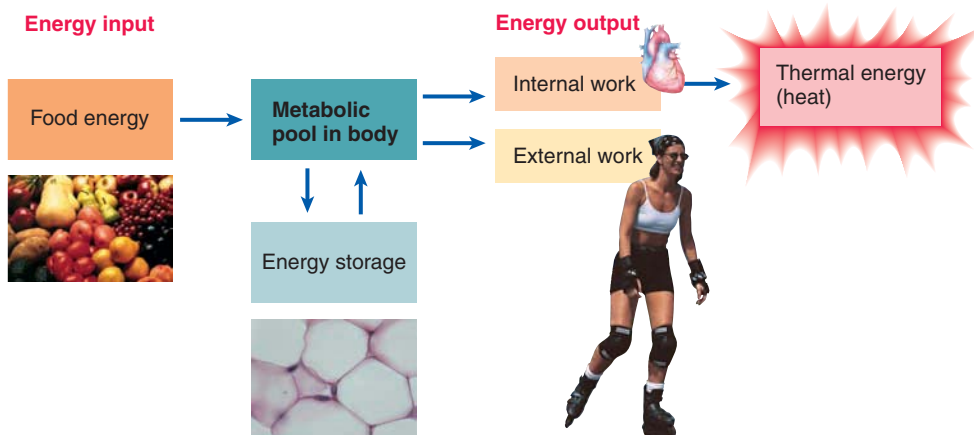 Energy input
Energy output
Food energy
Metabolic
pool in body
Internal work
Thermal energy
(heat)
External work
Energy storage